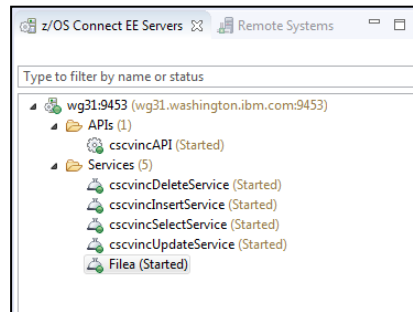 z/OS Connect EE Servers Remote Systems
Type to filter by name or status
wg31:9453 (wg31.washington.ibm.com:9453)
APIs (1)
cscvincAPI (Started)
Services (5)
cscvincDeleteService (Started)
cscvincInsertService (Started)
cscvincSelectService (Started)
cscvincUpdateService (Started)
Filea (Started)